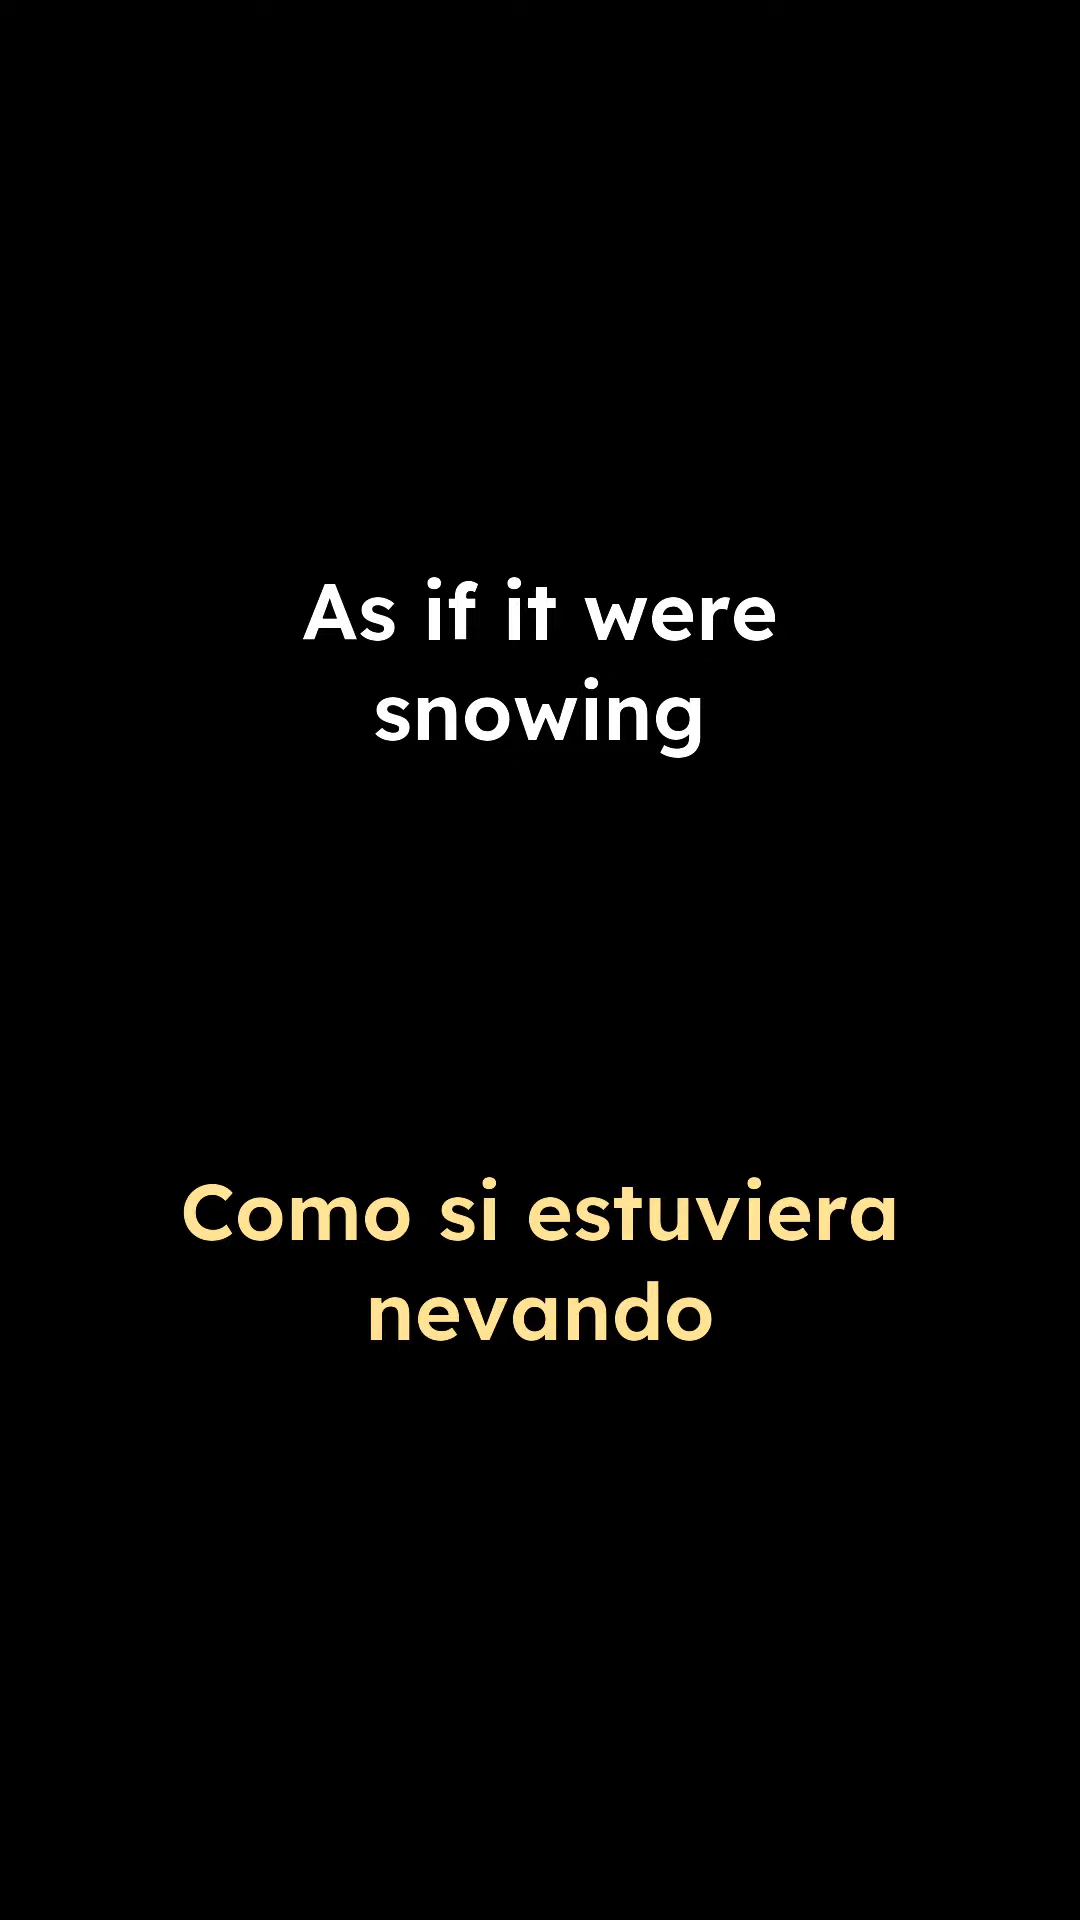 As if it were
snowing
Como si estuviera
nevando